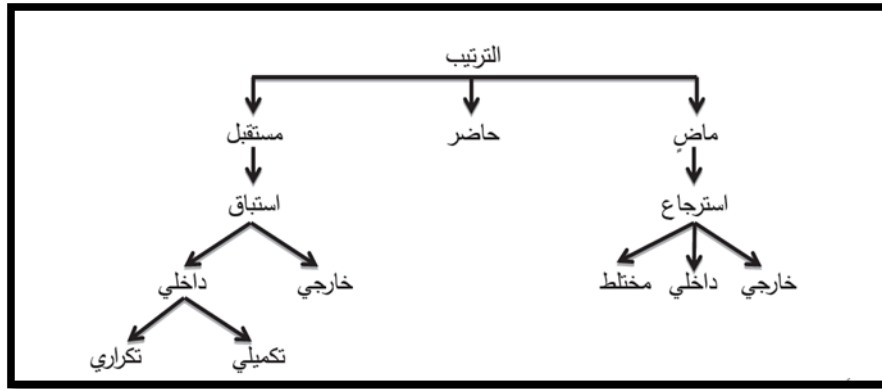 الترتيب
ماضٍ حاضر مستقبل
استرجاع استباق
خارجي داخلي مختلط خارجي داخلي
تكميلي تكراري